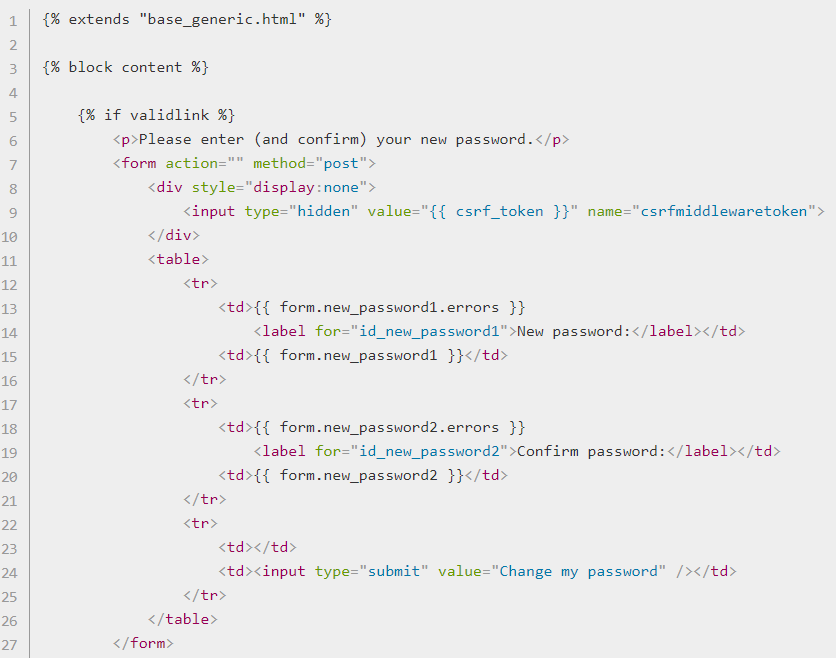 1 {% extends "base_generic.html" %}
2
3 {% block content %}
4
5     {% if validlink %}
6         <p>Please enter (and confirm) your new password.</p>
7         <form action="" method="post">
8             <div style="display:none">
9                 <input type="hidden" value="{{ csrf_token }}" name="csrfmiddlewaretoken">
10             </div>
11             <table>
12                 <tr>
13                     <td>{{ form.new_password1.errors }}
14                         <label for="id_new_password1">New password:</label></td>
15                     <td>{{ form.new_password1 }}</td>
16                 </tr>
17                 <tr>
18                     <td>{{ form.new_password2.errors }}
19                         <label for="id_new_password2">Confirm password:</label></td>
20                     <td>{{ form.new_password2 }}</td>
21                 </tr>
22                 <tr>
23                     <td></td>
24                     <td><input type="submit" value="Change my password" /></td>
25                 </tr>
26             </table>
27         </form>